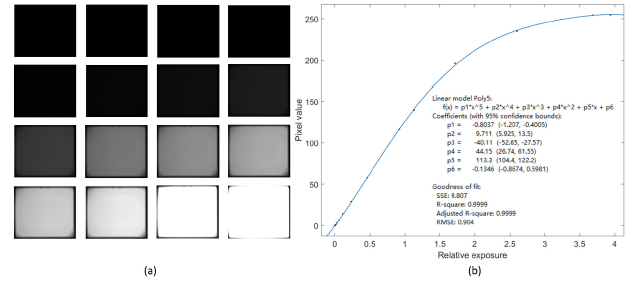 250
200
150
100
50
0
Pixel value
Linear model Poly5:
f(x) = p1*x^5 + p2*x^4 + p3*x^3 + p4*x^2 + p5*x + p6
Coefficients (with 95% confidence bounds):
p1 = -0.8037 (-1.207, -0.4005)
p2 = 9.711 (5.925, 13.5)
p3 = -40.11 (-52.65, -27.57)
p4 = 44.15 (26.74, 61.55)
p5 = 113.3 (104.4, 122.2)
p6 = -0.1346 (-0.8674, 0.5981)
Goodness of fit:
SSE: 9.807
R-square: 0.9999
Adjusted R-square: 0.9999
RMSE: 0.904
0 0.5 1 1.5 2 2.5 3 3.5 4
Relative exposure
(a) (b)